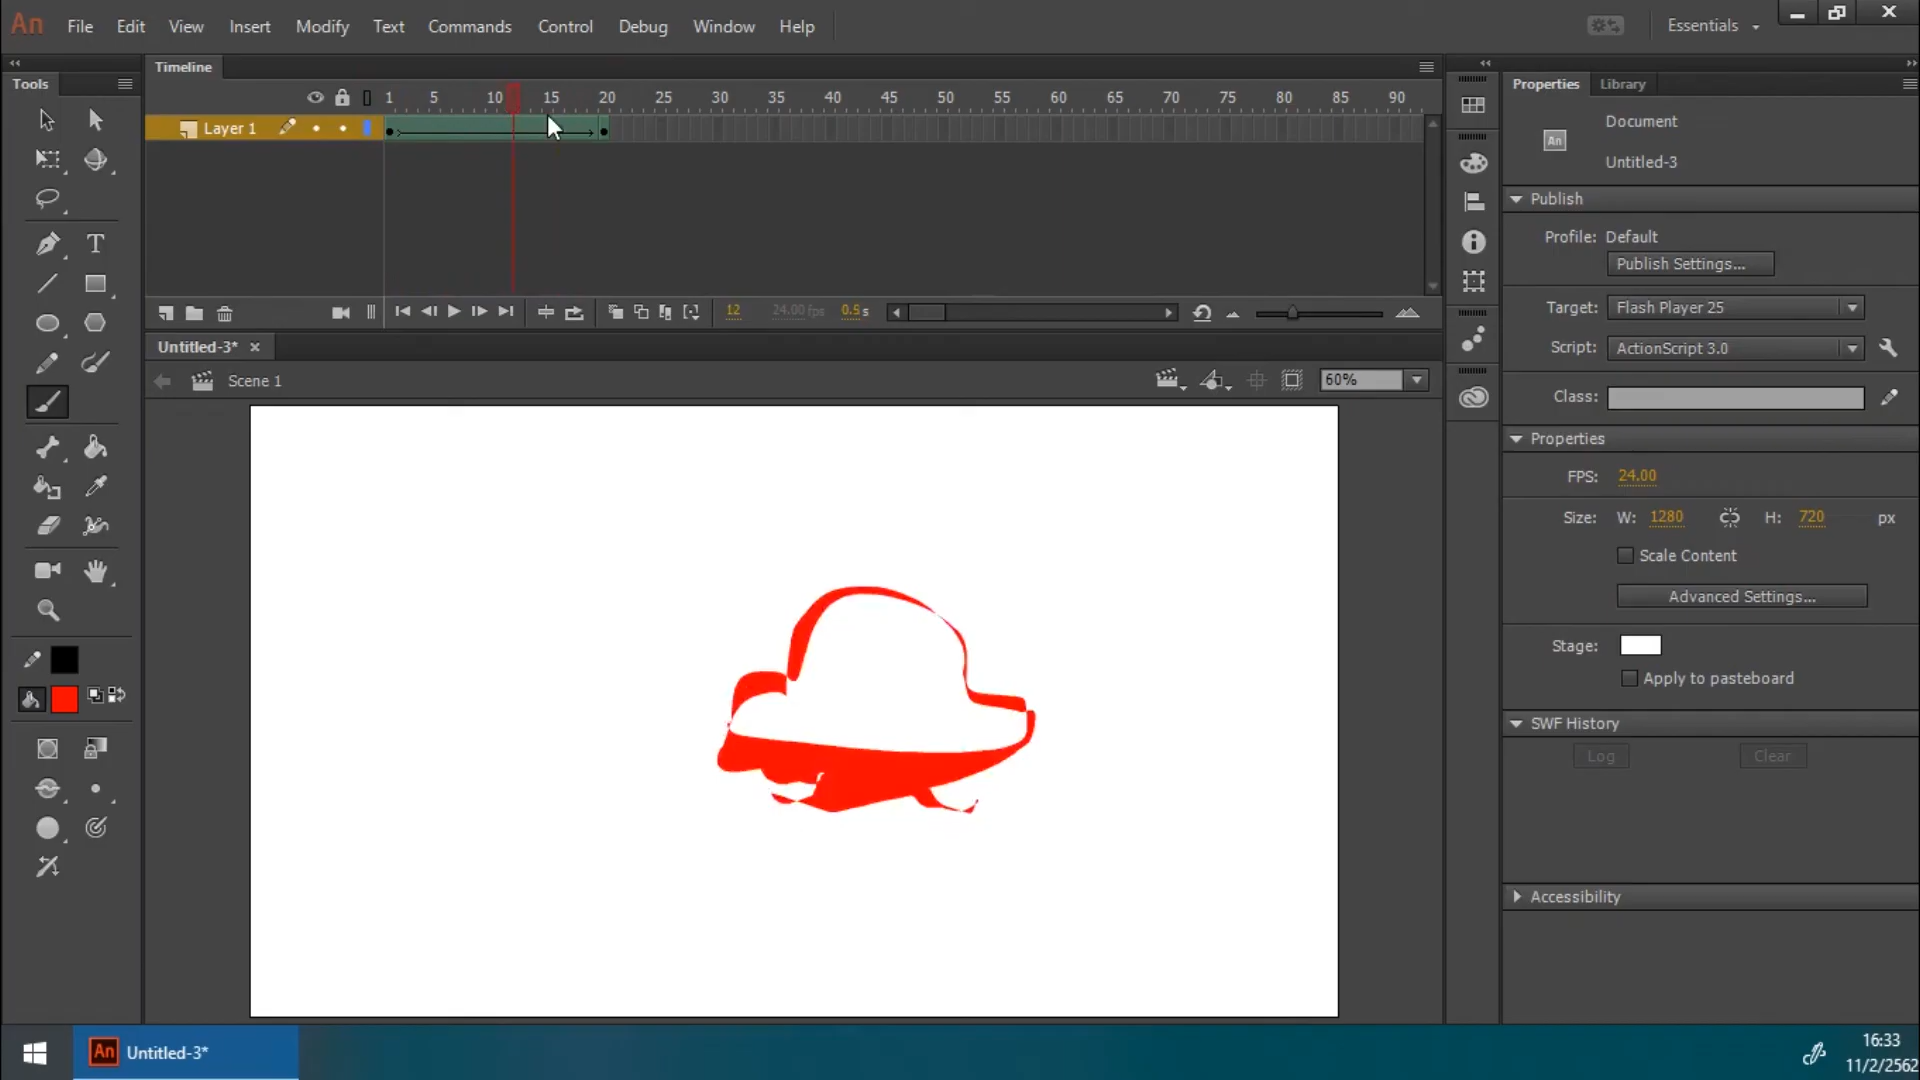 An File Edit View Insert Modify Text Commands Control Debug Window Help Essentials
Tools
Timeline
1 5 10 15 20 25 30 35 40 45 50 55 60 65 70 75 80 85 90
Layer 1
12 24.00 fps 0.5 s
Untitled-3*
Scene 1
60%
Properties Library
An
Document
Untitled-3
Publish
Profile: Default
Publish Settings...
Target: Flash Player 25
Script: ActionScript 3.0
Class:
Properties
FPS: 24.00
Size: W: 1280 H: 720 px
Scale Content
Advanced Settings...
Stage:
Apply to pasteboard
SWF History
Log Clear
Accessibility
An Untitled-3*
16:33
11/2/2562